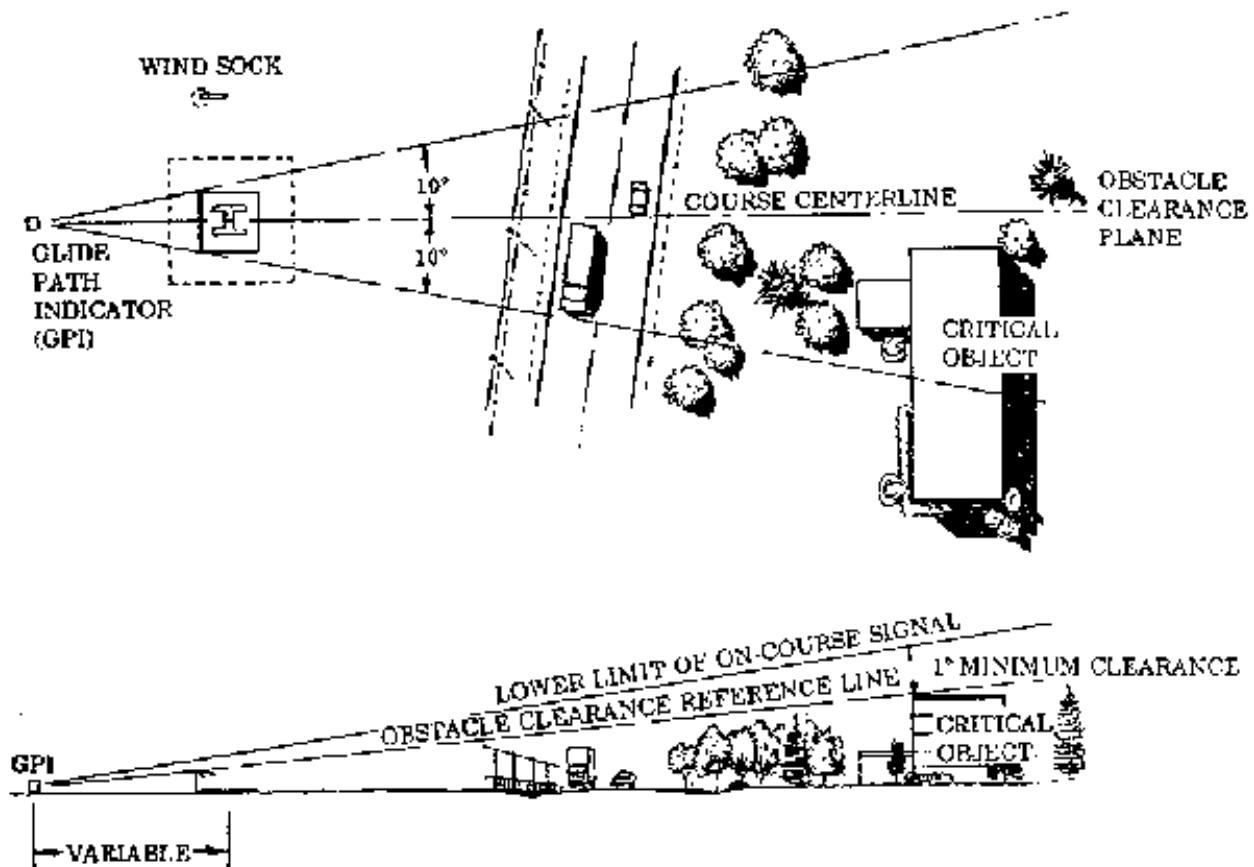 WIND SOCK
10°
10°
H
COURSE CENTERLINE
OBSTACLE
CLEARANCE
PLANE
GLIDE
PATH
INDICATOR
(GPI)
CRITICAL
OBJECT
LOWER LIMIT OF ON-COURSE SIGNAL
1° MINIMUM CLEARANCE
OBSTACLE CLEARANCE REFERENCE LINE
CRITICAL
OBJECT
GPI
VARIABLE